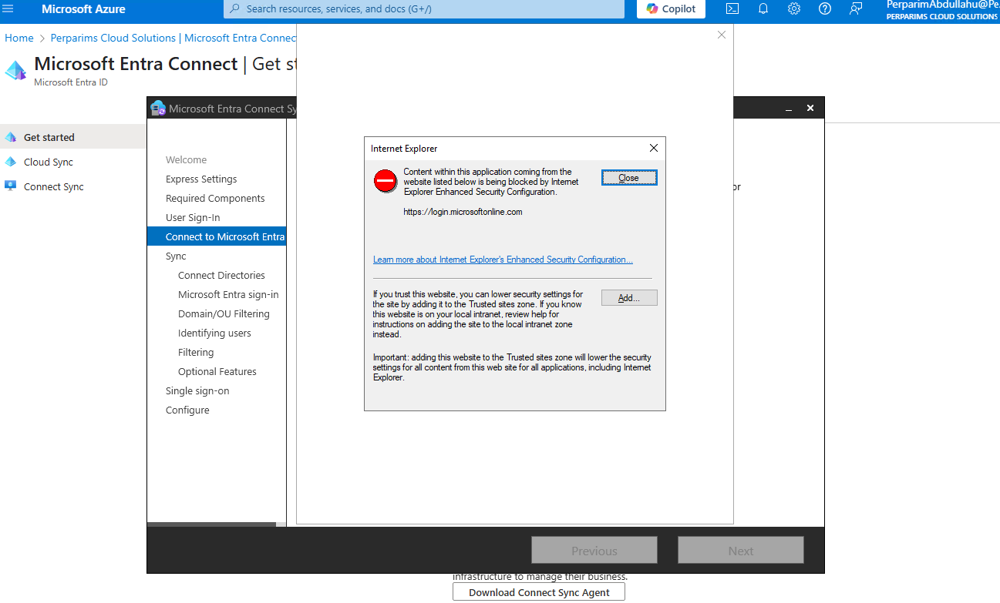 Microsoft Azure
Search resources, services, and docs (G+/)
Copilot
PerparimAbdullahu@Pe
PERPARIMS CLOUD SOLUTIONS
Home > Perparims Cloud Solutions | Microsoft Entra Connec
Microsoft Entra Connect | Get st
Microsoft Entra ID
Get started
Cloud Sync
Connect Sync
Microsoft Entra Connect Sy
Welcome
Express Settings
Required Components
User Sign-In
Connect to Microsoft Entra
Sync
Connect Directories
Microsoft Entra sign-in
Domain/OU Filtering
Identifying users
Filtering
Optional Features
Single sign-on
Configure
Internet Explorer
Content within this application coming from the
website listed below is being blocked by Internet
Explorer Enhanced Security Configuration.
Close
https://login.microsoftonline.com
Learn more about Internet Explorer's Enhanced Security Configuration...
If you trust this website, you can lower security settings for
the site by adding it to the Trusted sites zone. If you know
this website is on your local intranet, review help for
instructions on adding the site to the local intranet zone
instead.
Add...
Important: adding this website to the Trusted sites zone will lower the security
settings for all content from this web site for all applications, including Internet
Explorer.
or
Previous
Next
infrastructure to manage their business.
Download Connect Sync Agent